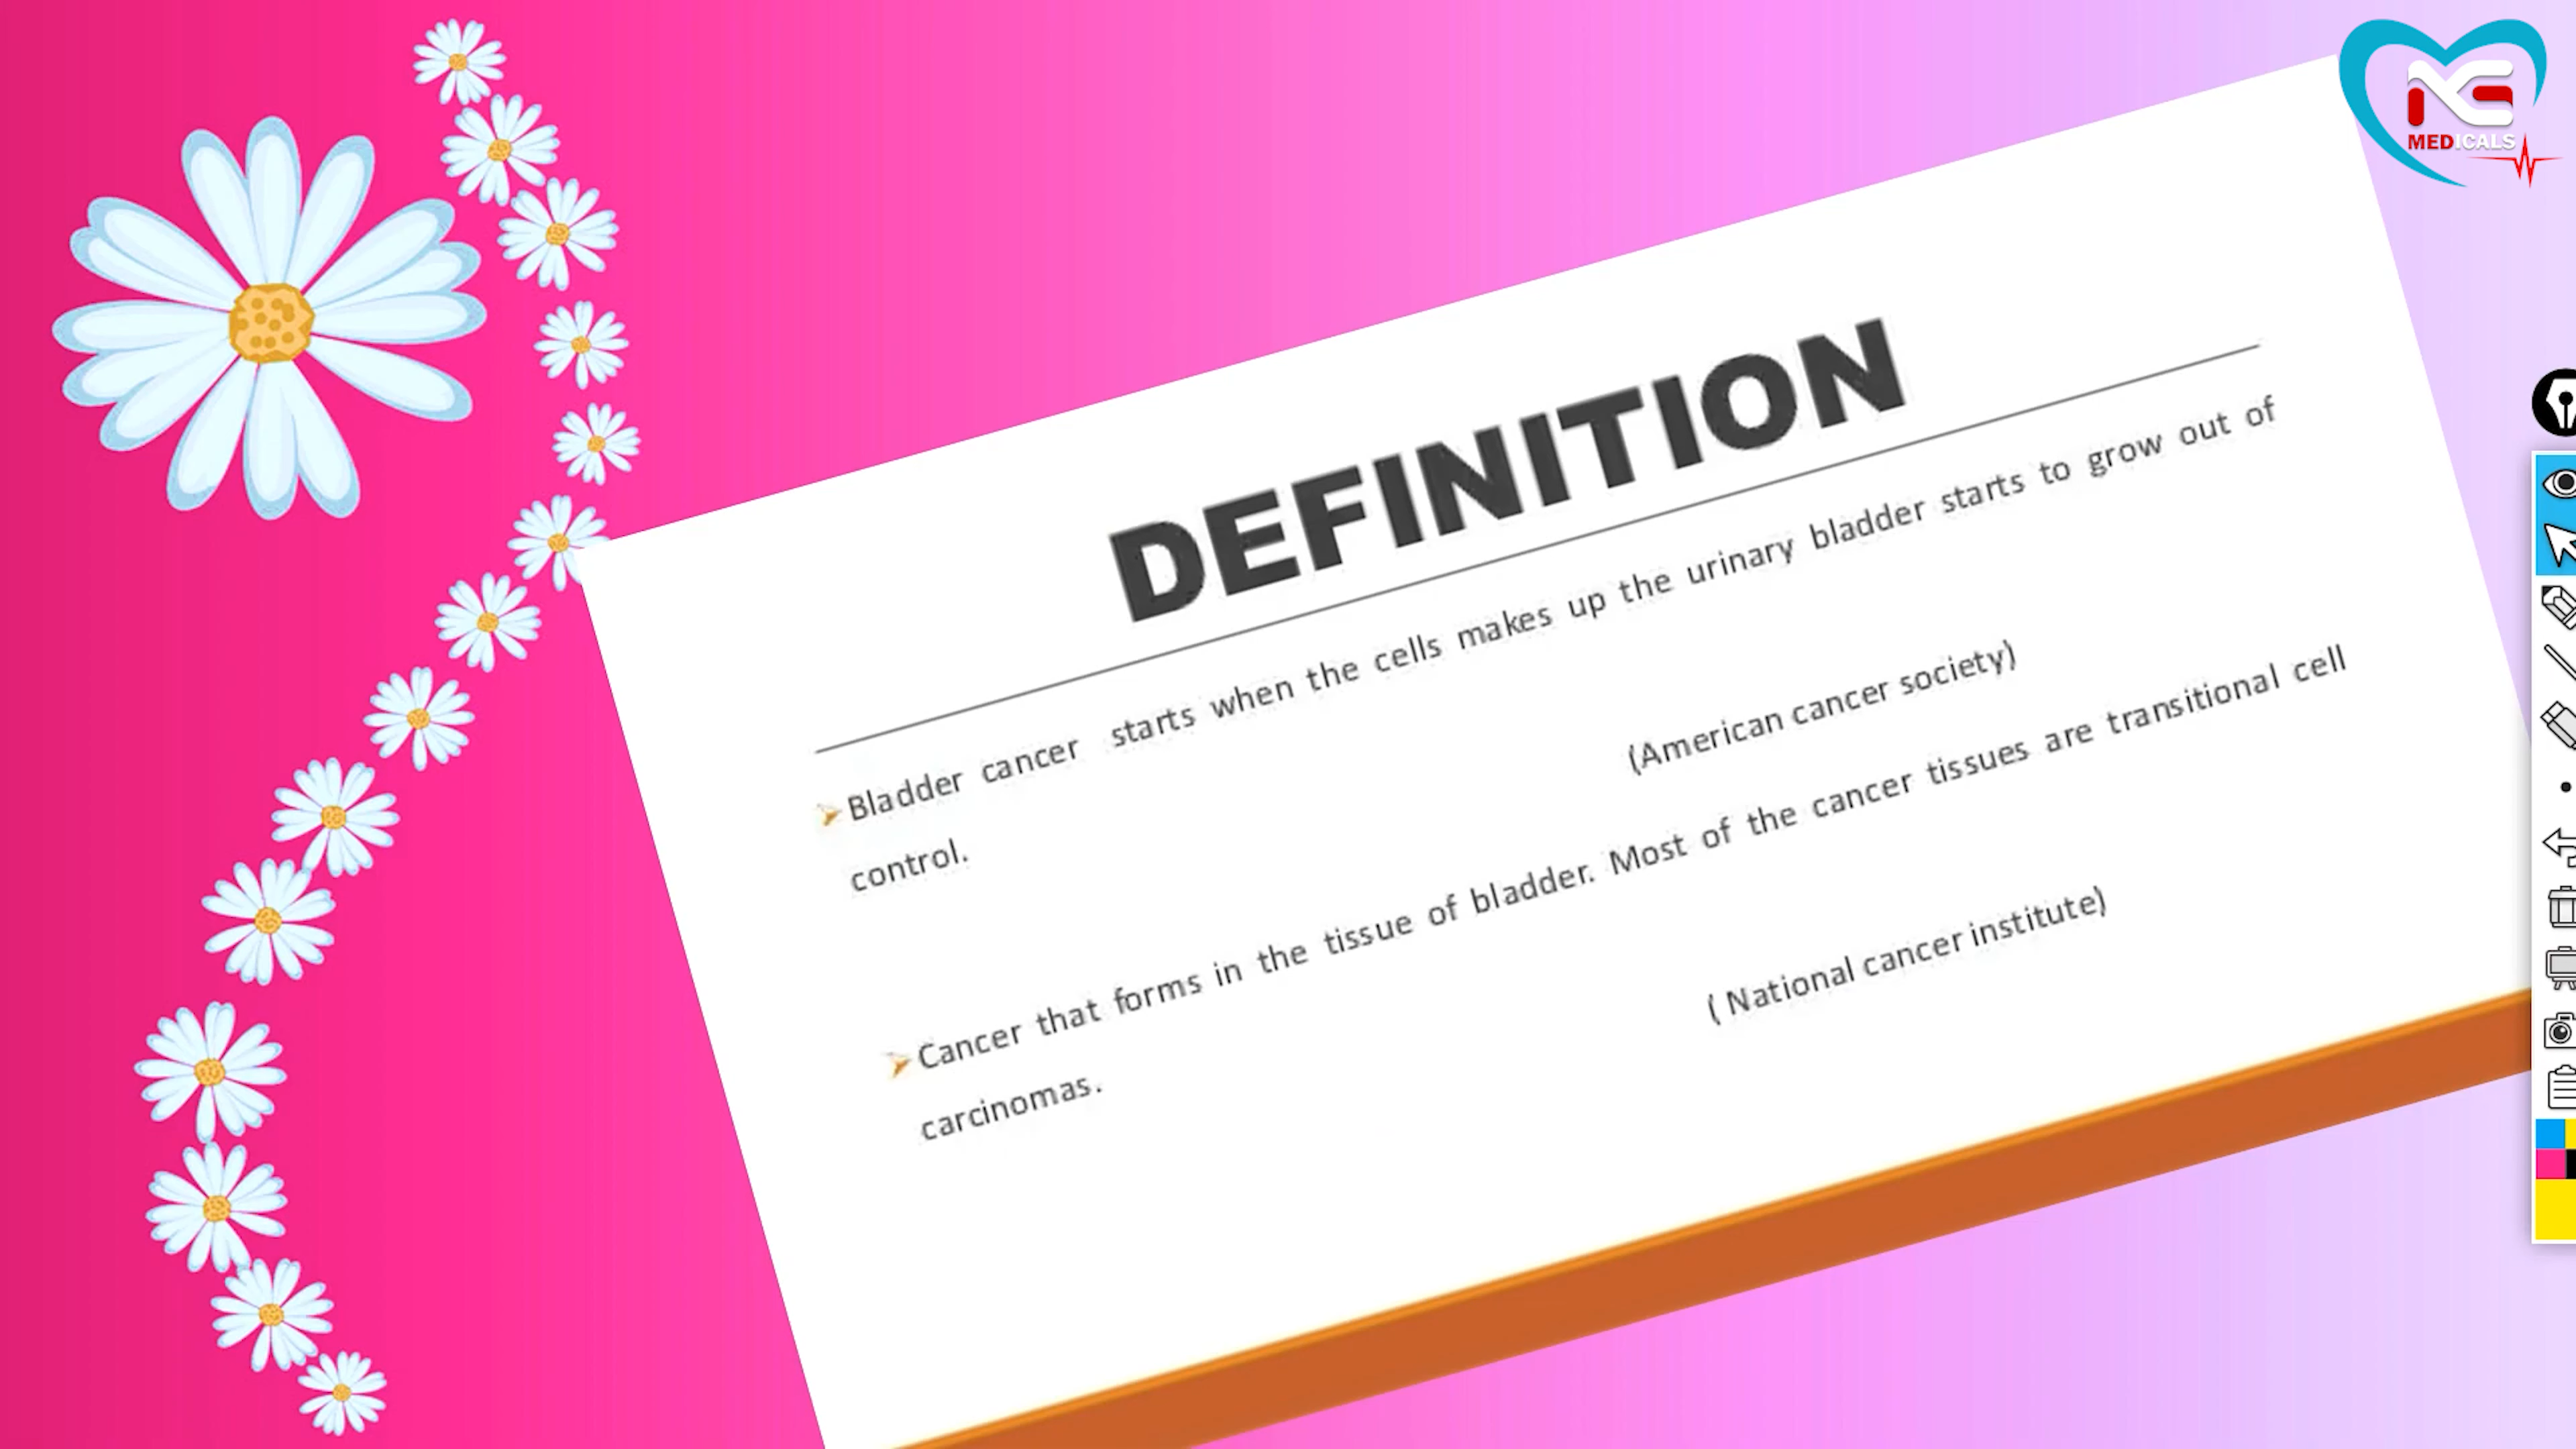 MEDICALS
DEFINITION
➢Bladder cancer starts when the cells makes up the urinary bladder starts to grow out of
control.
(American cancer society)
➢Cancer that forms in the tissue of bladder. Most of the cancer tissues are transitional cell
carcinomas.
( National cancer institute)